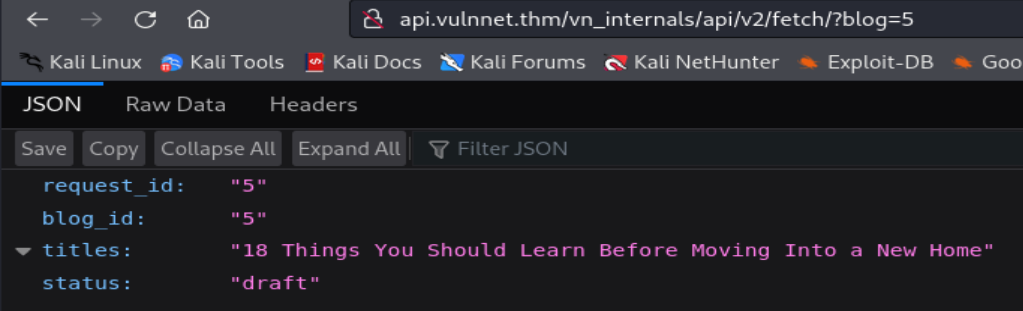 api.vulnnet.thm/vn_internals/api/v2/fetch/?blog=5
Kali Linux Kali Tools Kali Docs Kali Forums Kali NetHunter Exploit-DB Goo
JSON Raw Data Headers
Save Copy Collapse All Expand All Filter JSON
request_id: "5"
blog_id: "5"
titles: "18 Things You Should Learn Before Moving Into a New Home"
status: "draft"